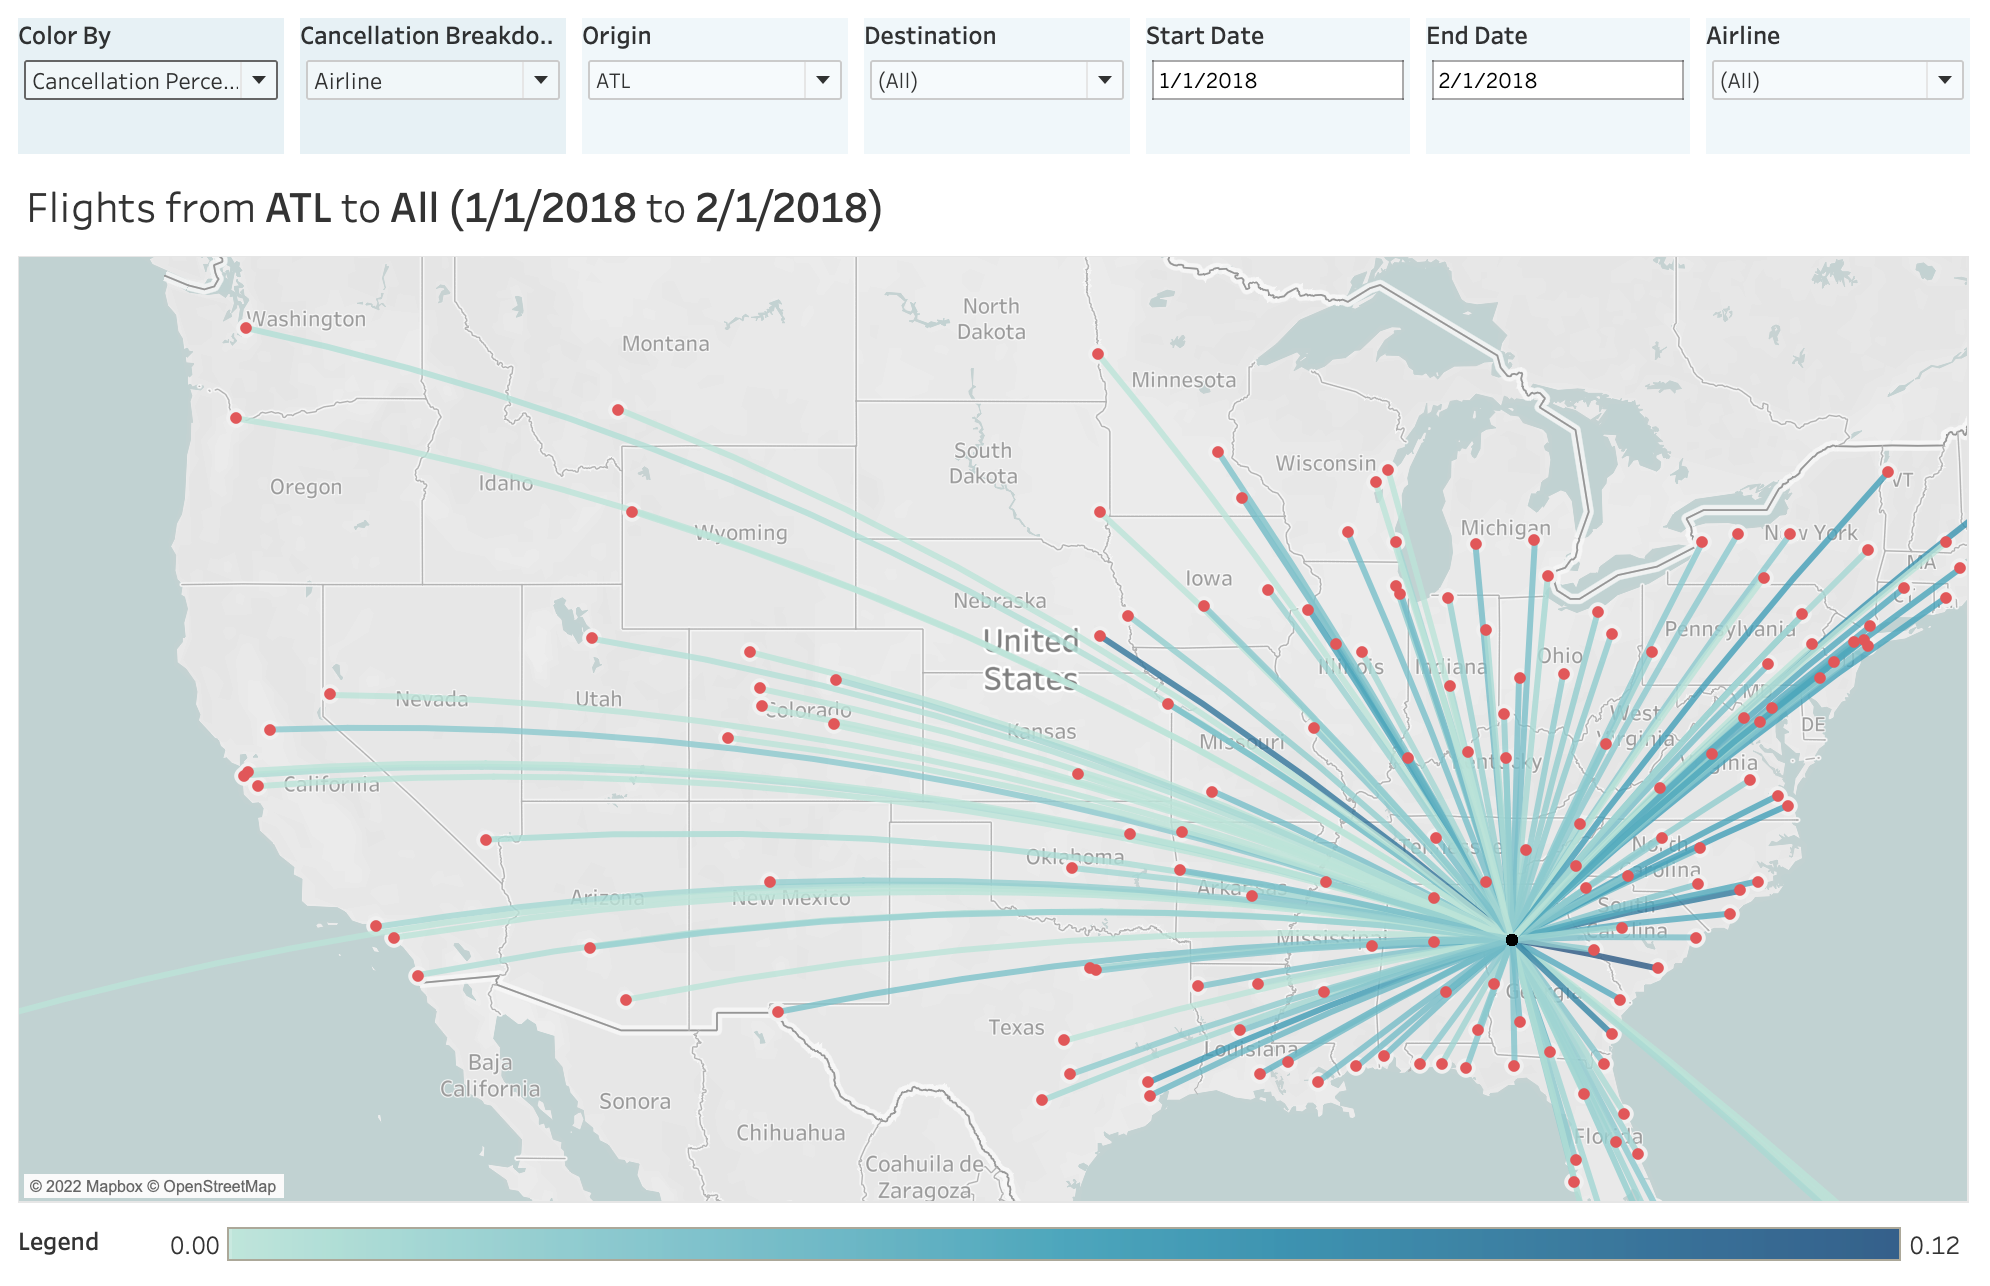 Color By
Cancellation Breakdo..
Origin
Destination
Start Date
End Date
Airline
Cancellation Perce...
Airline
ATL
(All)
1/1/2018
2/1/2018
(All)
Flights from ATL to All (1/1/2018 to 2/1/2018)
Washington
Montana
North
Dakota
Minnesota
Oregon
Idaho
South
Dakota
Wisconsin
Wyoming
Michigan
New York
VT
MA
Iowa
Nebraska
United
States
Pennsylvania
Nevada
Utah
Colorado
Kansas
Illinois
Indiana
Ohio
MD
DE
West
Virginia
California
Missouri
Kentucky
Virginia
Oklahoma
Tennessee
North
Carolina
Arizona
New Mexico
Arkansas
South
Carolina
Mississippi
Georgia
Texas
Louisiana
Baja
California
Sonora
Chihuahua
Coahuila de
Zaragoza
Florida
© 2022 Mapbox © OpenStreetMap
Legend
0.00
0.12